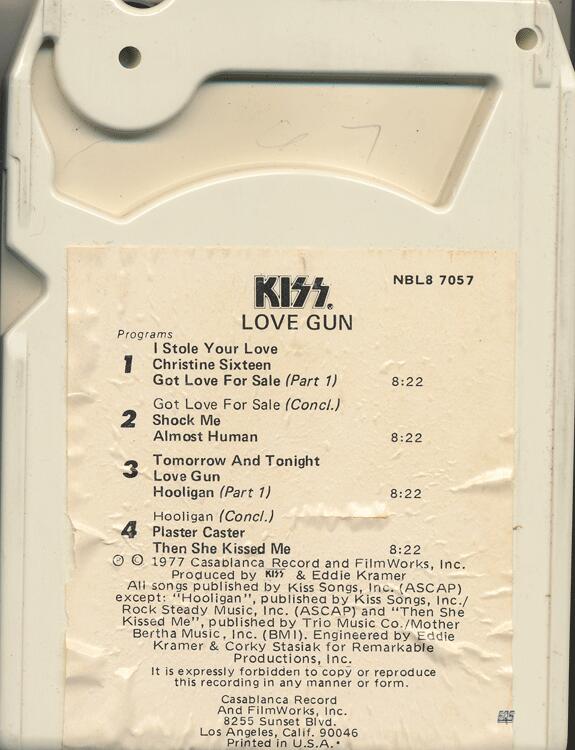 KISS®
NBL8 7057
LOVE GUN
Programs
1 I Stole Your Love
Christine Sixteen
Got Love For Sale (Part 1) 8:22
2 Got Love For Sale (Concl.)
Shock Me
Almost Human 8:22
3 Tomorrow And Tonight
Love Gun
Hooligan (Part 1) 8:22
4 Hooligan (Concl.)
Plaster Caster
Then She Kissed Me 8:22
℗ © 1977 Casablanca Record and FilmWorks, Inc.
Produced by KISS & Eddie Kramer
All songs published by Kiss Songs, Inc. (ASCAP)
except: "Hooligan", published by Kiss Songs, Inc./
Rock Steady Music, Inc. (ASCAP) and "Then She
Kissed Me", published by Trio Music Co./Mother
Bertha Music, Inc. (BMI). Engineered by Eddie
Kramer & Corky Stasiak for Remarkable
Productions, Inc.
It is expressly forbidden to copy or reproduce
this recording in any manner or form.
Casablanca Record
And FilmWorks, Inc.
8255 Sunset Blvd.
Los Angeles, Calif. 90046
Printed in U.S.A.*